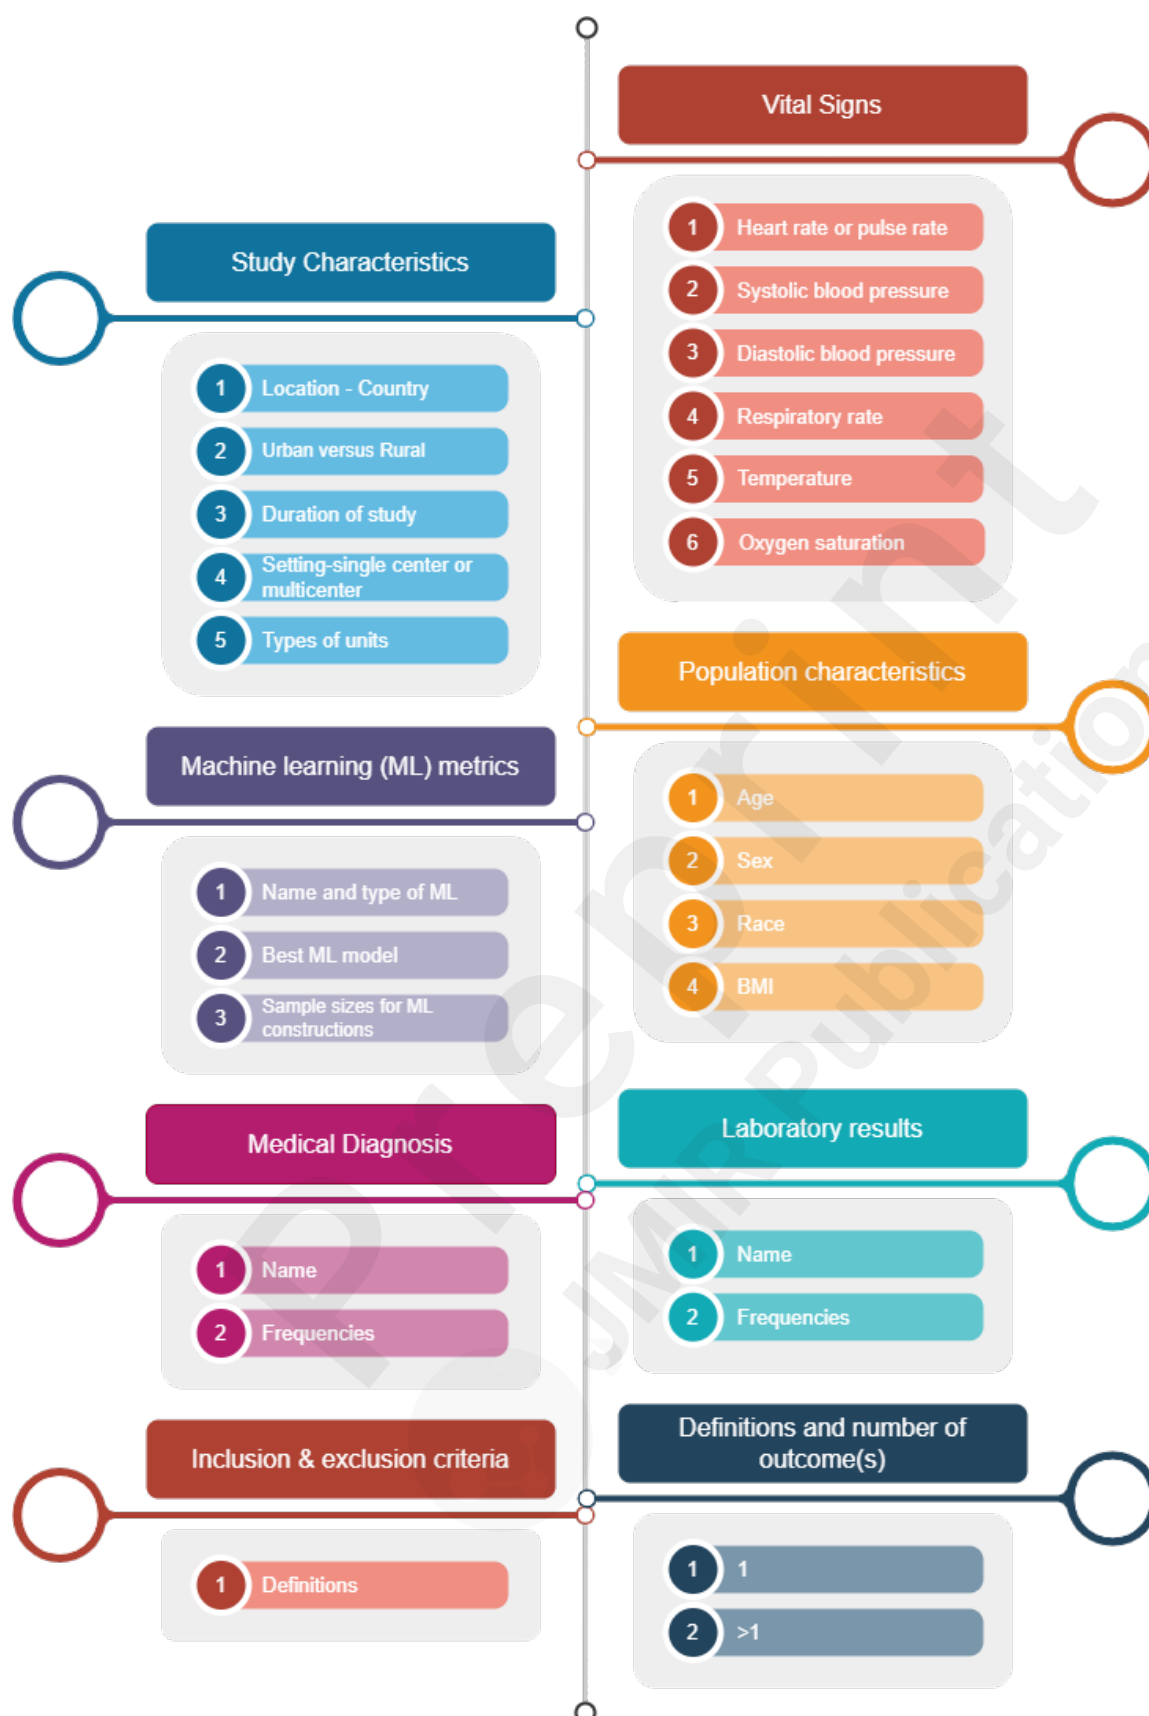 Vital Signs
1 Heart rate or pulse rate
2 Systolic blood pressure
3 Diastolic blood pressure
4 Respiratory rate
5 Temperature
6 Oxygen saturation
Study Characteristics
1 Location - Country
2 Urban versus Rural
3 Duration of study
4 Setting-single center or
multicenter
5 Types of units
Population characteristics
1 Age
2 Sex
3 Race
4 BMI
Machine learning (ML) metrics
1 Name and type of ML
2 Best ML model
3 Sample sizes for ML
constructions
Laboratory results
1 Name
2 Frequencies
Medical Diagnosis
1 Name
2 Frequencies
Definitions and number of
outcome(s)
1 1
2 >1
Inclusion & exclusion criteria
1 Definitions
Preprint
© JMIR Publication